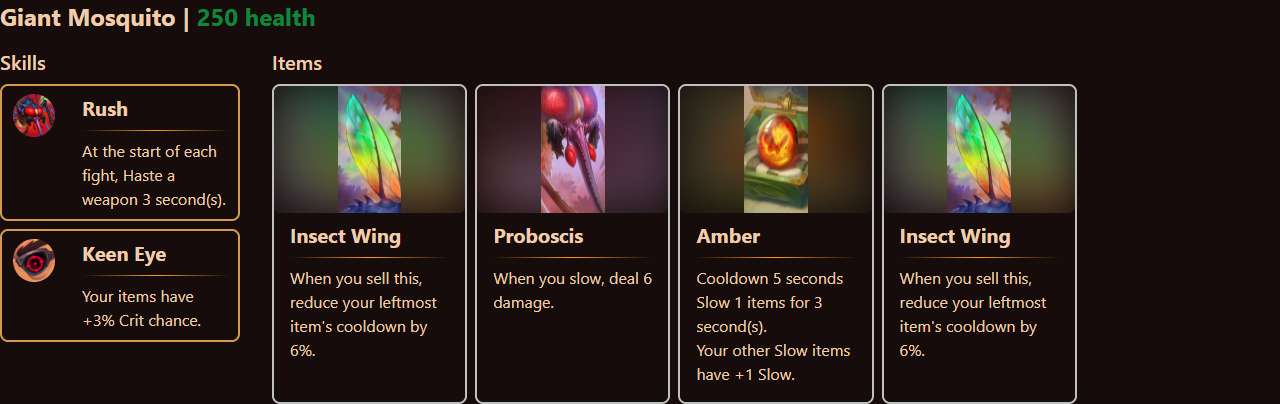 Giant Mosquito | 250 health
Skills
Rush
At the start of each
fight, Haste a
weapon 3 second(s).
Keen Eye
Your items have
+3% Crit chance.
Items
Insect Wing
When you sell this,
reduce your leftmost
item's cooldown by
6%.
Proboscis
When you slow, deal 6
damage.
Amber
Cooldown 5 seconds
Slow 1 items for 3
second(s).
Your other Slow items
have +1 Slow.
Insect Wing
When you sell this,
reduce your leftmost
item's cooldown by
6%.